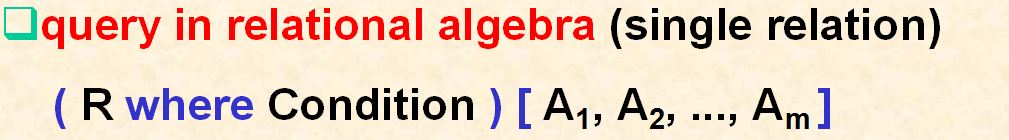 ❑query in relational algebra (single relation)
( R where Condition ) [ A₁, A₂, ..., Aₘ ]